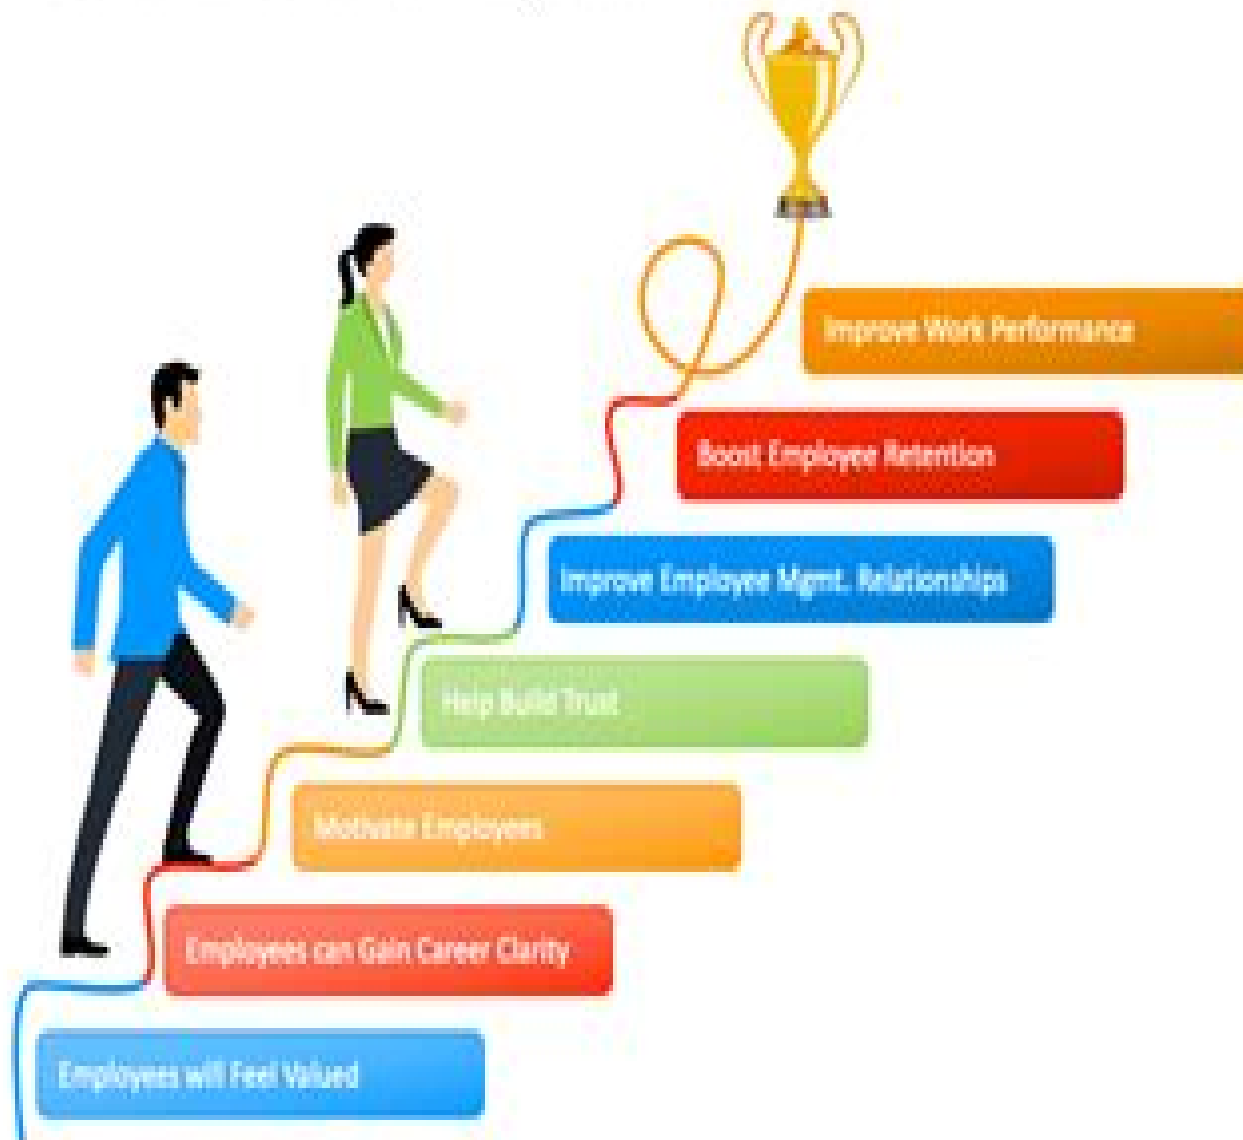 Improve Work Performance
Boost Employee Retention
Improve Employee Mgmt. Relationships
Help Build Trust
Motivate Employees
Employees can Gain Career Clarity
Employees will Feel Valued